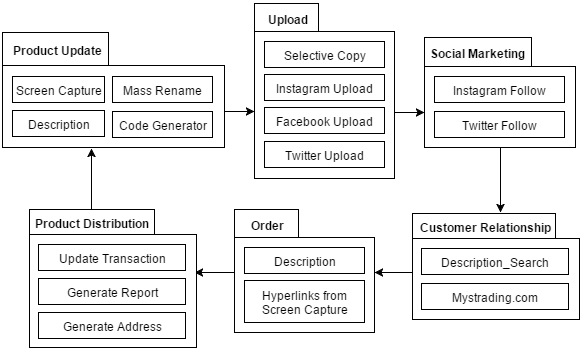 Product Update
Screen Capture
Mass Rename
Description
Code Generator
Upload
Selective Copy
Instagram Upload
Facebook Upload
Twitter Upload
Social Marketing
Instagram Follow
Twitter Follow
Product Distribution
Update Transaction
Generate Report
Generate Address
Order
Description
Hyperlinks from
Screen Capture
Customer Relationship
Description_Search
Mystrading.com